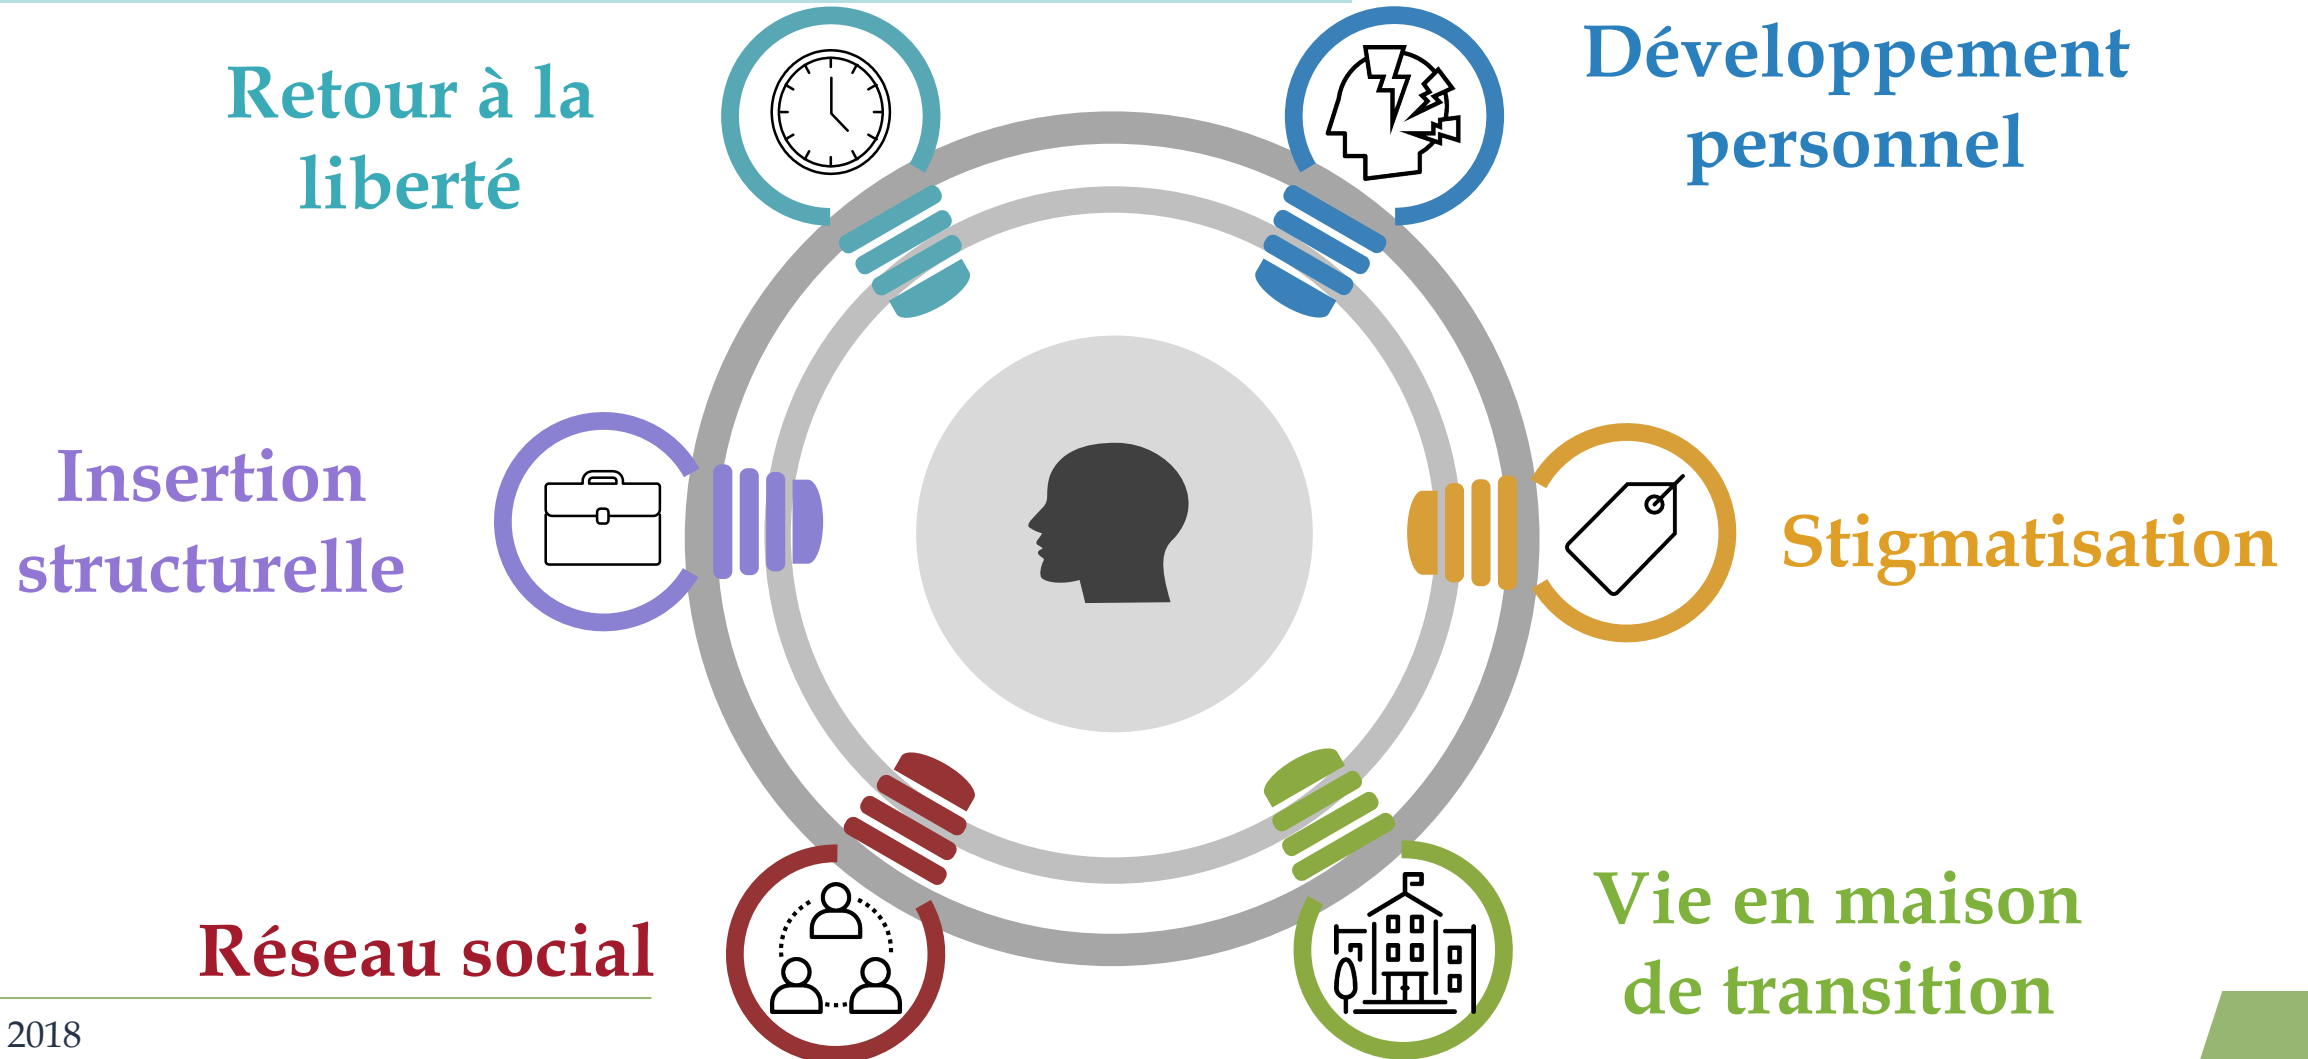 Retour à la
liberté
Développement
personnel
Insertion
structurelle
Stigmatisation
Réseau social
Vie en maison
de transition
2018